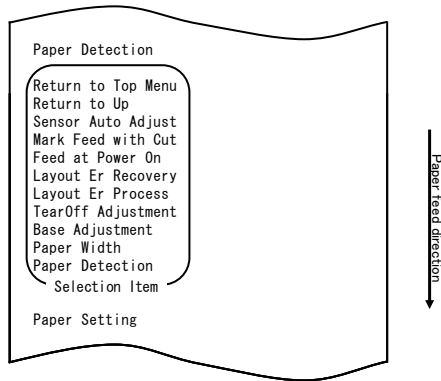 Paper Detection
Return to Top Menu
Return to Up
Sensor Auto Adjust
Mark Feed with Cut
Feed at Power On
Layout Er Recovery
Layout Er Process
TearOff Adjustment
Base Adjustment
Paper Width
Paper Detection
Selection Item
Paper Setting
Paper feed direction